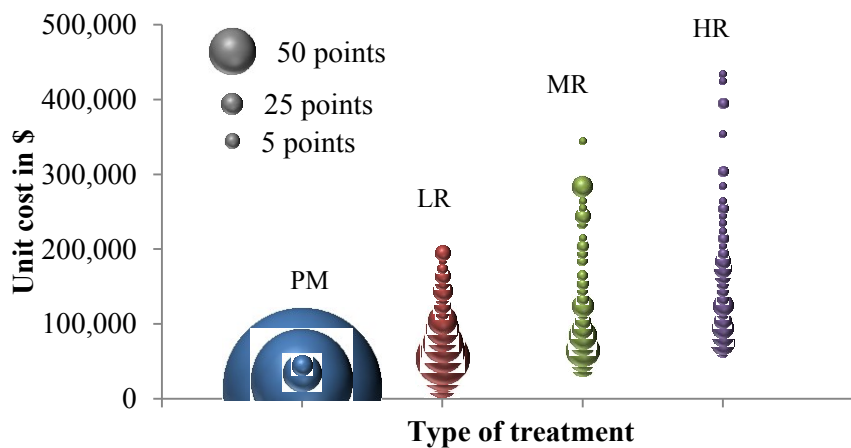 500,000
400,000
300,000
200,000
100,000
0
Unit cost in $
50 points
25 points
5 points
PM
LR
MR
HR
Type of treatment